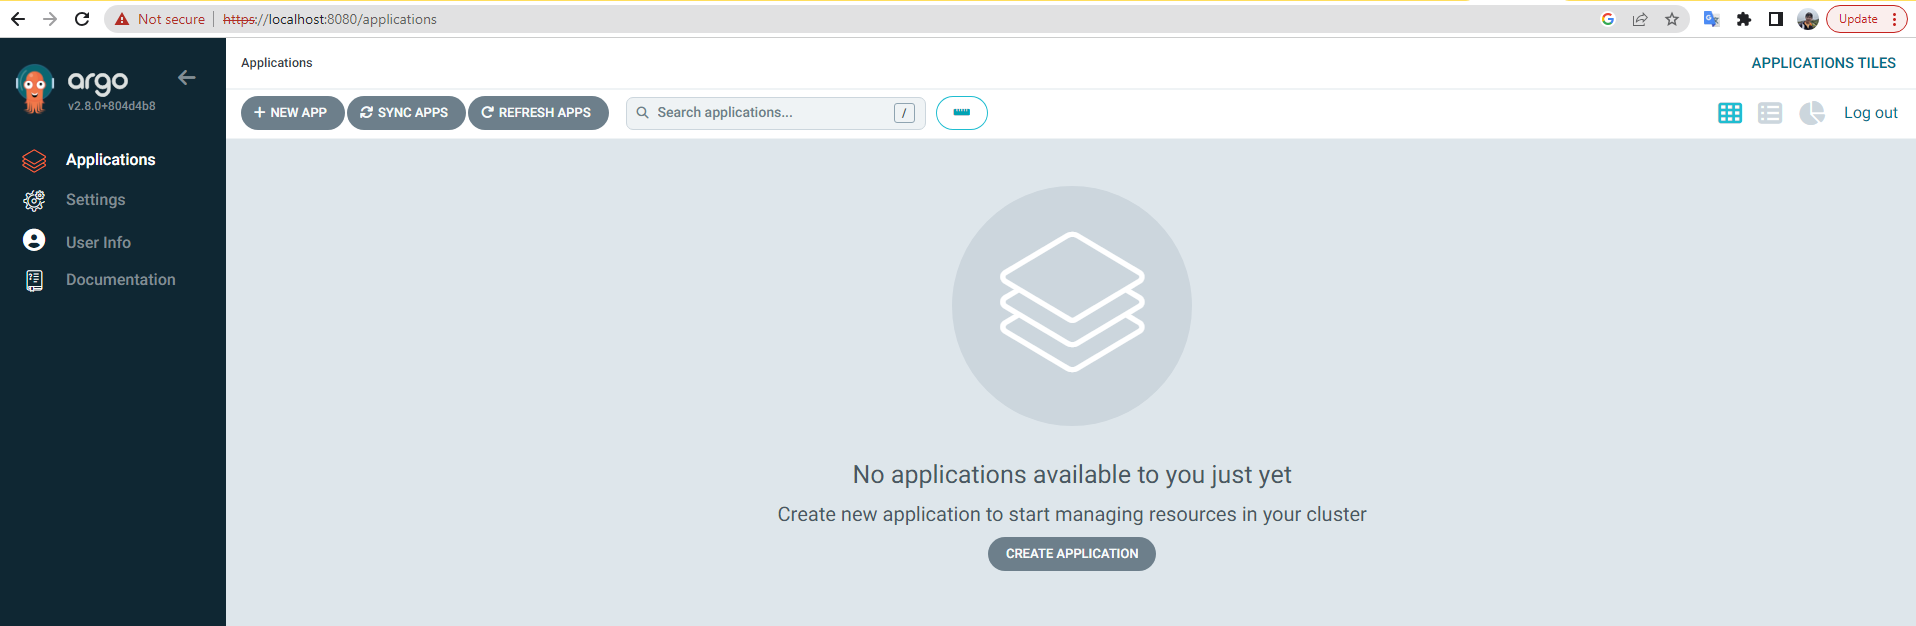 Not secure | https://localhost:8080/applications
Update
argo
v2.8.0+804d4b8
Applications
Settings
User Info
Documentation
Applications
APPLICATIONS TILES
+ NEW APP
SYNC APPS
REFRESH APPS
Search applications...
/
Log out
No applications available to you just yet
Create new application to start managing resources in your cluster
CREATE APPLICATION